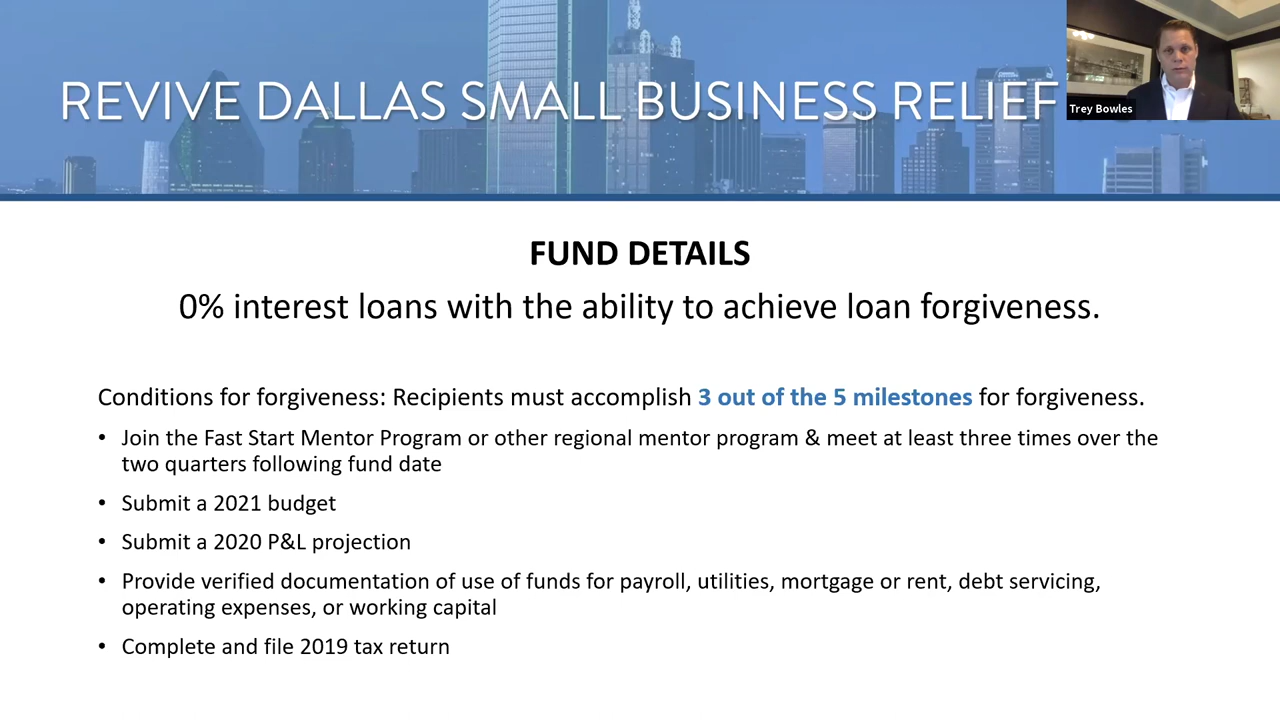 REVIVE DALLAS SMALL BUSINESS RELIEF
Trey Bowles
FUND DETAILS
0% interest loans with the ability to achieve loan forgiveness.
Conditions for forgiveness: Recipients must accomplish 3 out of the 5 milestones for forgiveness.
• Join the Fast Start Mentor Program or other regional mentor program & meet at least three times over the
two quarters following fund date
• Submit a 2021 budget
• Submit a 2020 P&L projection
• Provide verified documentation of use of funds for payroll, utilities, mortgage or rent, debt servicing,
operating expenses, or working capital
• Complete and file 2019 tax return